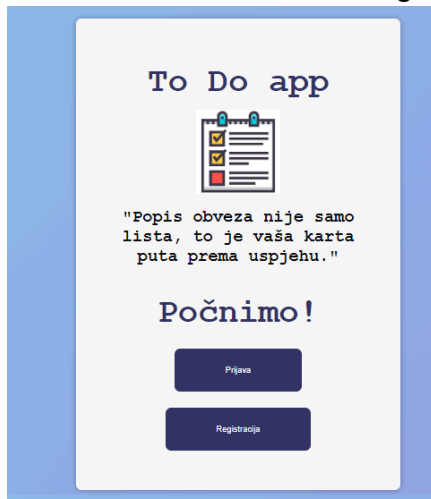 To Do app
"Popis obveza nije samo
lista, to je vaša karta
puta prema uspjehu."
Počnimo!
Prijava
Registracija